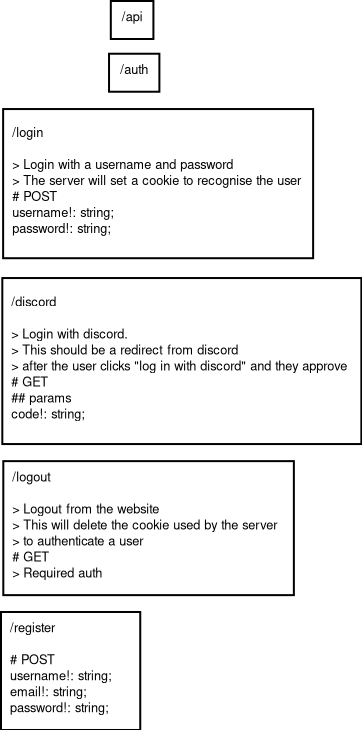 /api
/auth
/login
> Login with a username and password
> The server will set a cookie to recognise the user
# POST
username!: string;
password!: string;
/discord
> Login with discord.
> This should be a redirect from discord
> after the user clicks "log in with discord" and they approve
# GET
## params
code!: string;
/logout
> Logout from the website
> This will delete the cookie used by the server
> to authenticate a user
# GET
> Required auth
/register
# POST
username!: string;
email!: string;
password!: string;